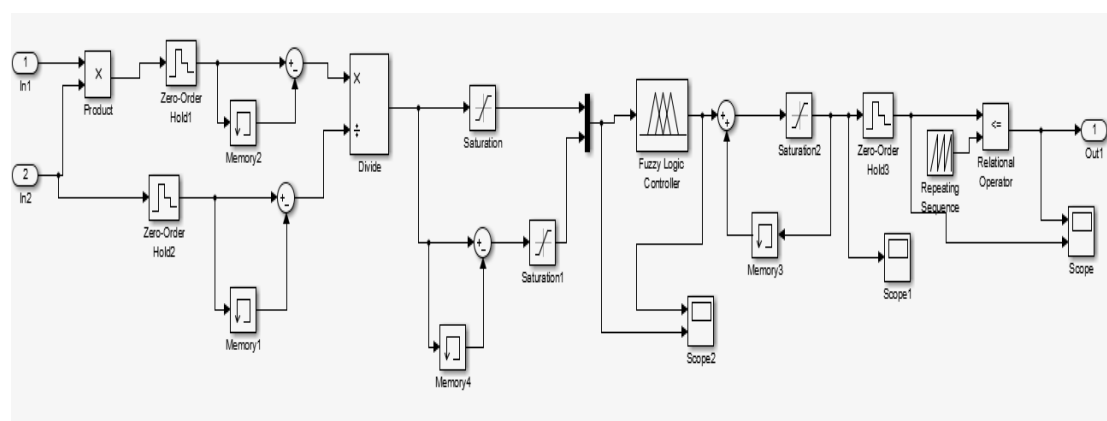 1
In1
×
Product
Zero-Order
Hold1
Memory2
+
−
×
÷
Divide
2
In2
Zero-Order
Hold2
Memory1
+
−
Saturation
+
−
Saturation1
Memory4
Fuzzy Logic
Controller
+
+
Saturation2
Memory3
Scope2
Zero-Order
Hold3
Scope1
Repeating
Sequence
<=
Relational
Operator
1
Out1
Scope